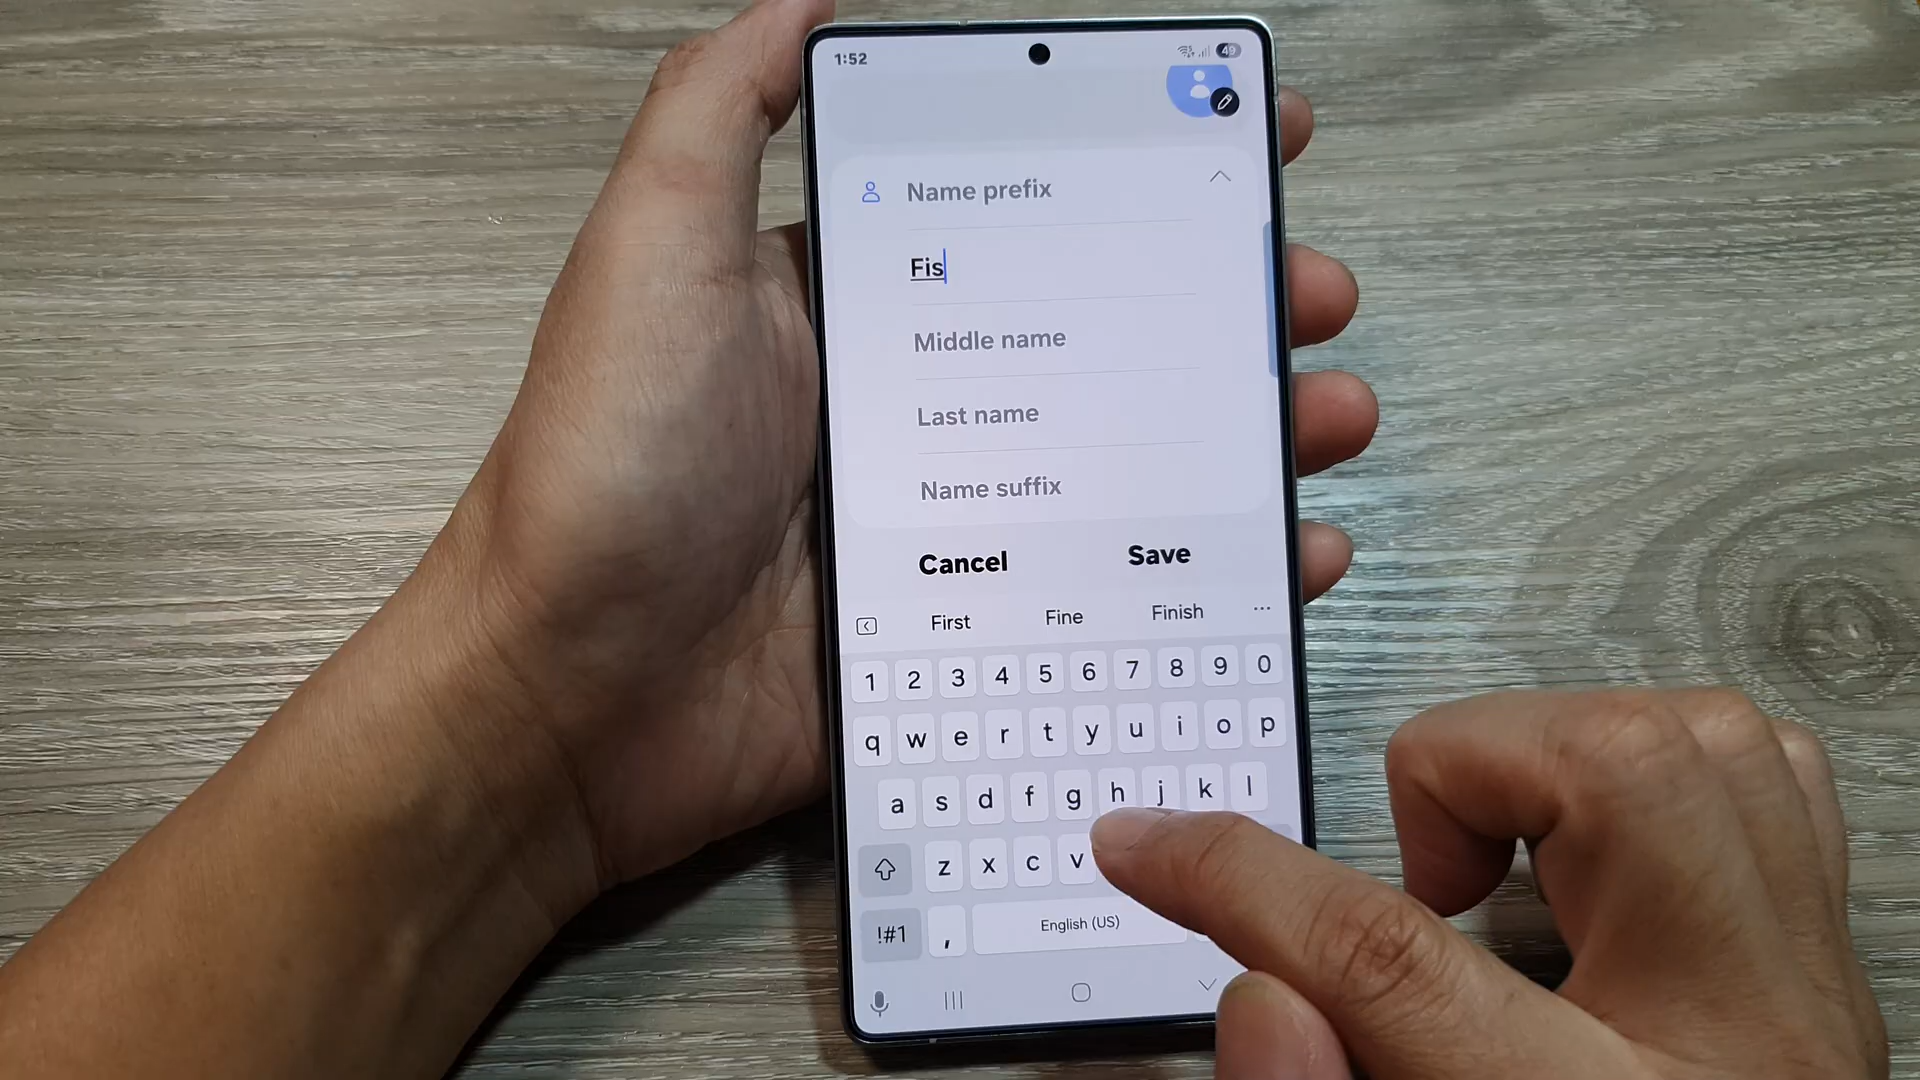 1:52
49
Name prefix
Fis
Middle name
Last name
Name suffix
Cancel Save
First Fine Finish ...
1 2 3 4 5 6 7 8 9 0
q w e r t y u i o p
a s d f g h j k l
z x c v
!#1 , English (US)